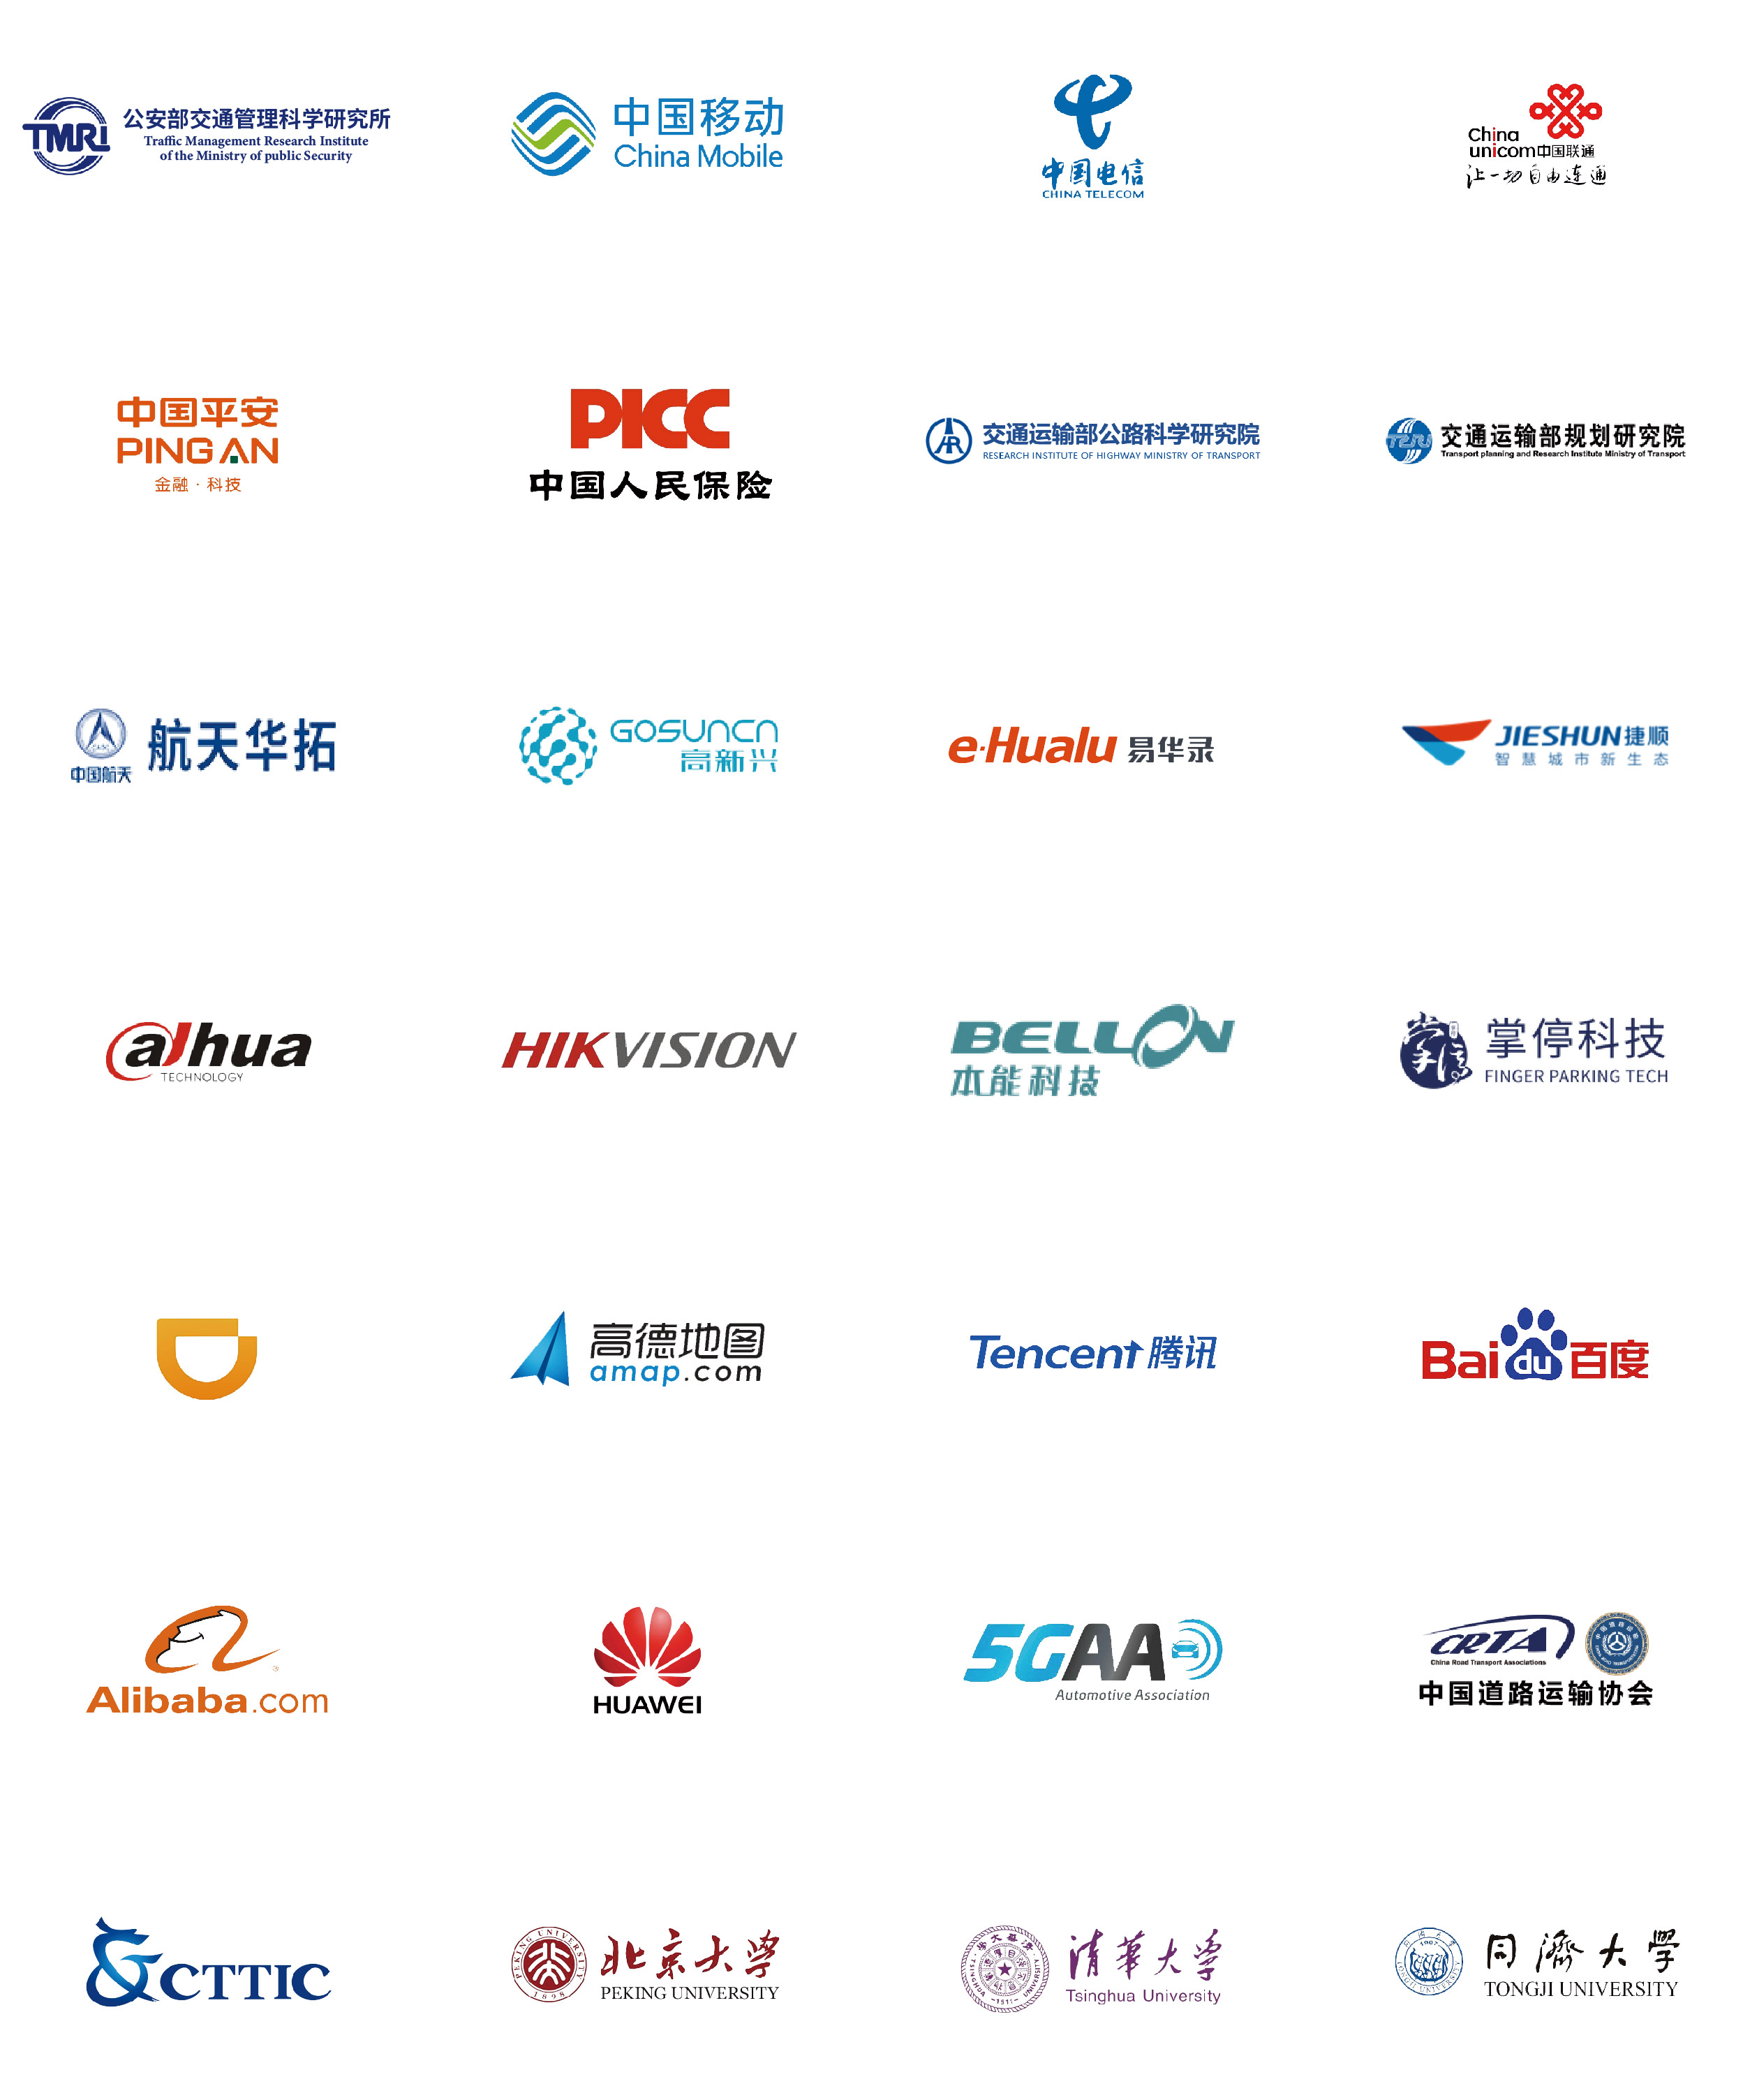 TMRI
公安部交通管理科学研究所
Traffic Management Research Institute
of the Ministry of public Security
中国移动
China Mobile
中国电信
CHINA TELECOM
China
unicom中国联通
让一切自由连通
中国平安
PING AN
金融·科技
PICC
中国人民保险
交通运输部公路科学研究院
RESEARCH INSTITUTE OF HIGHWAY MINISTRY OF TRANSPORT
交通运输部规划研究院
Transport planning and Research Institute Ministry of Transport
中国航天
航天华拓
GOSUNCN
高新兴
e·Hualu 易华录
JIESHUN捷顺
智慧城市新生态
alhua
TECHNOLOGY
HIKVISION
BELLON
本能科技
掌停科技
FINGER PARKING TECH
高德地图
amap.com
Tencent 腾讯
Bai du 百度
Alibaba.com
HUAWEI
5GAA
Automotive Association
CRTA
China Road Transport Associations
中国道路运输协会
CTTIC
PEKING UNIVERSITY
1898
北京大学
PEKING UNIVERSITY
TSINGHUA UNIVERSITY
1911
清華大学
Tsinghua University
1907
TONGJI UNIVERSITY
同濟大學
TONGJI UNIVERSITY